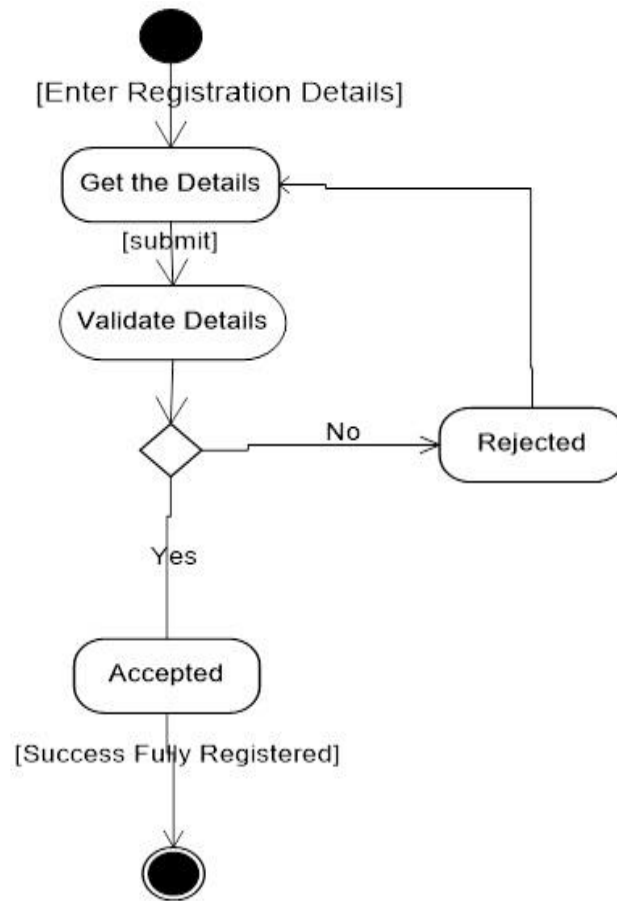 [Enter Registration Details]
Get the Details
[submit]
Validate Details
No
Rejected
Yes
Accepted
[Success Fully Registered]